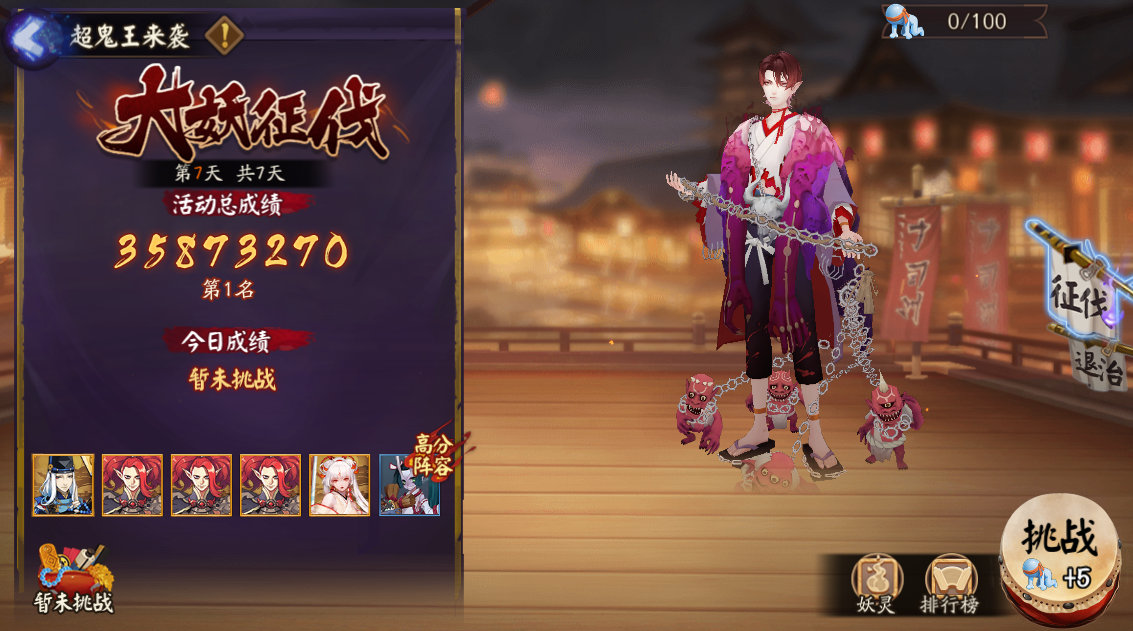 超鬼王来袭
0/100
大妖征伐
第7天 共7天
活动总成绩
35873270
第1名
今日成绩
暂未挑战
高分
阵容
暂未挑战
征伐
退治
挑战
+5
妖灵
排行榜